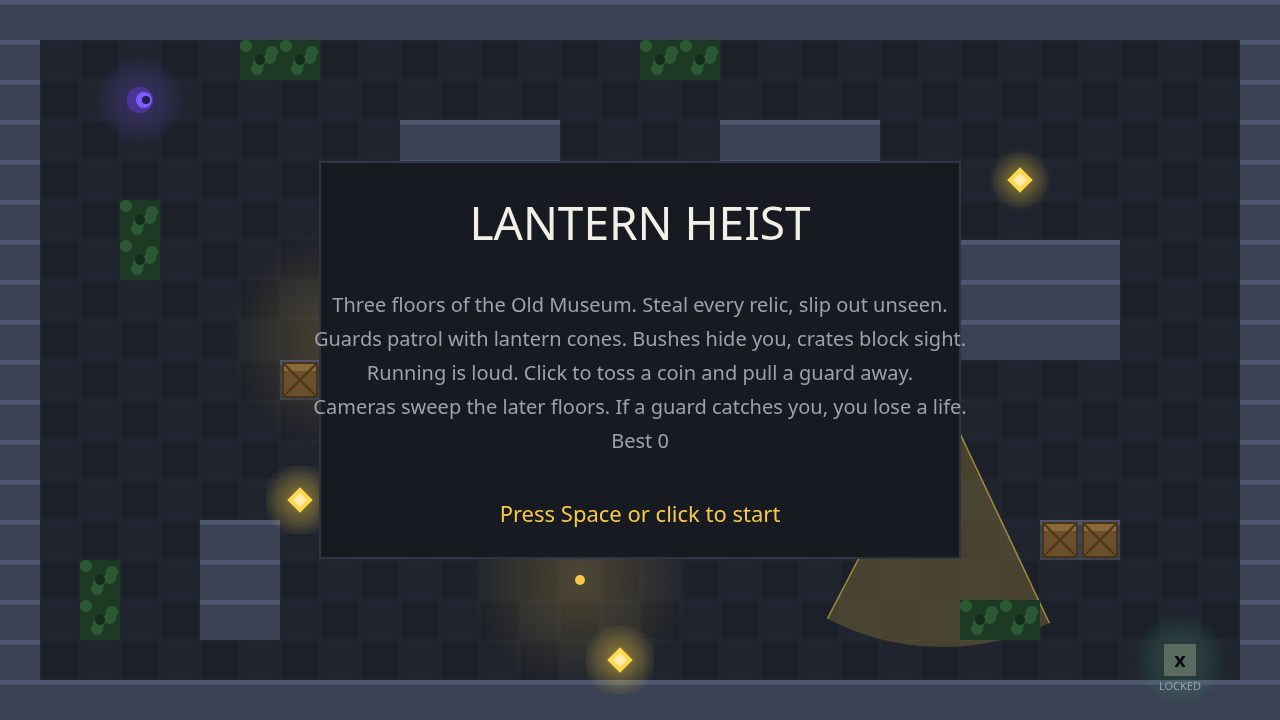 LANTERN HEIST
Three floors of the Old Museum. Steal every relic, slip out unseen.
Guards patrol with lantern cones. Bushes hide you, crates block sight.
Running is loud. Click to toss a coin and pull a guard away.
Cameras sweep the later floors. If a guard catches you, you lose a life.
Best 0
Press Space or click to start
X
LOCKED